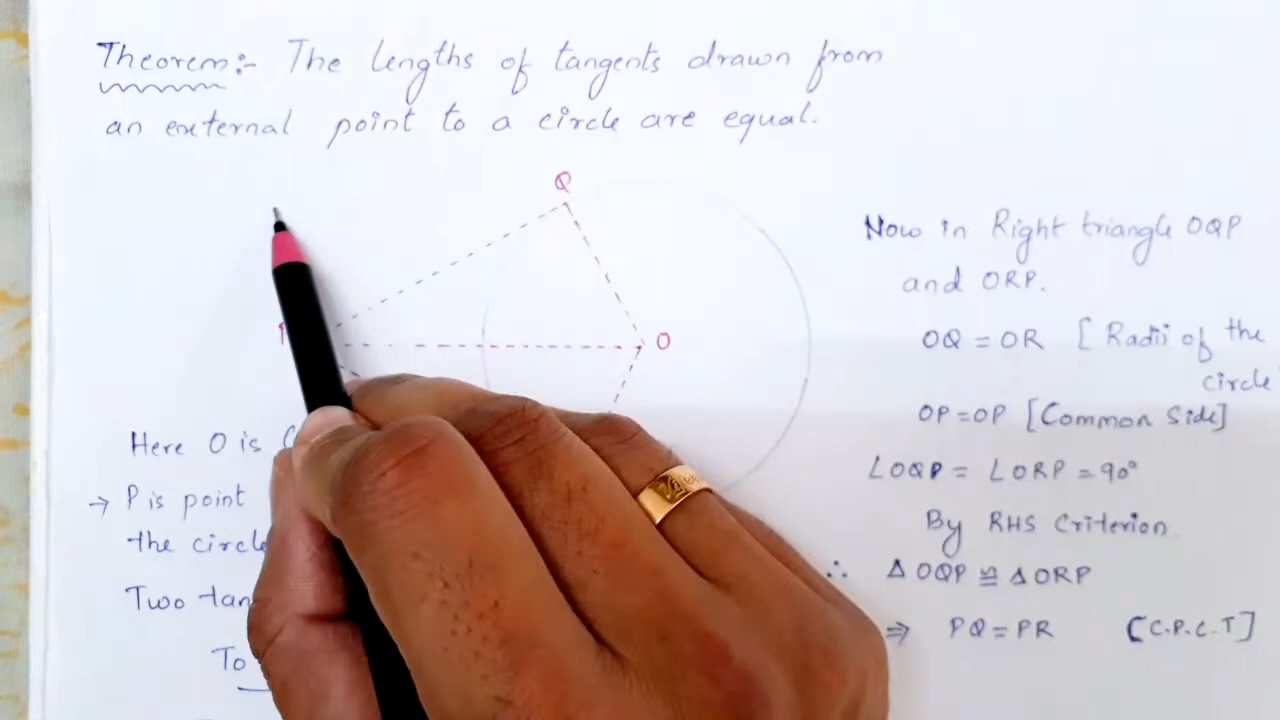 Theorem:- The lengths of tangents drawn from
an external point to a circle are equal.
Q
O
Here O is
→ P is point
the circle
Two tan
To
Now in Right triangle OQP
and ORP.
OQ = OR [Radii of the
circle
OP = OP [Common Side]
∠OQP = ∠ORP = 90°
By RHS Criterion
∴ △OQP ≅ △ORP
⇒ PQ = PR [C.P.C.T]